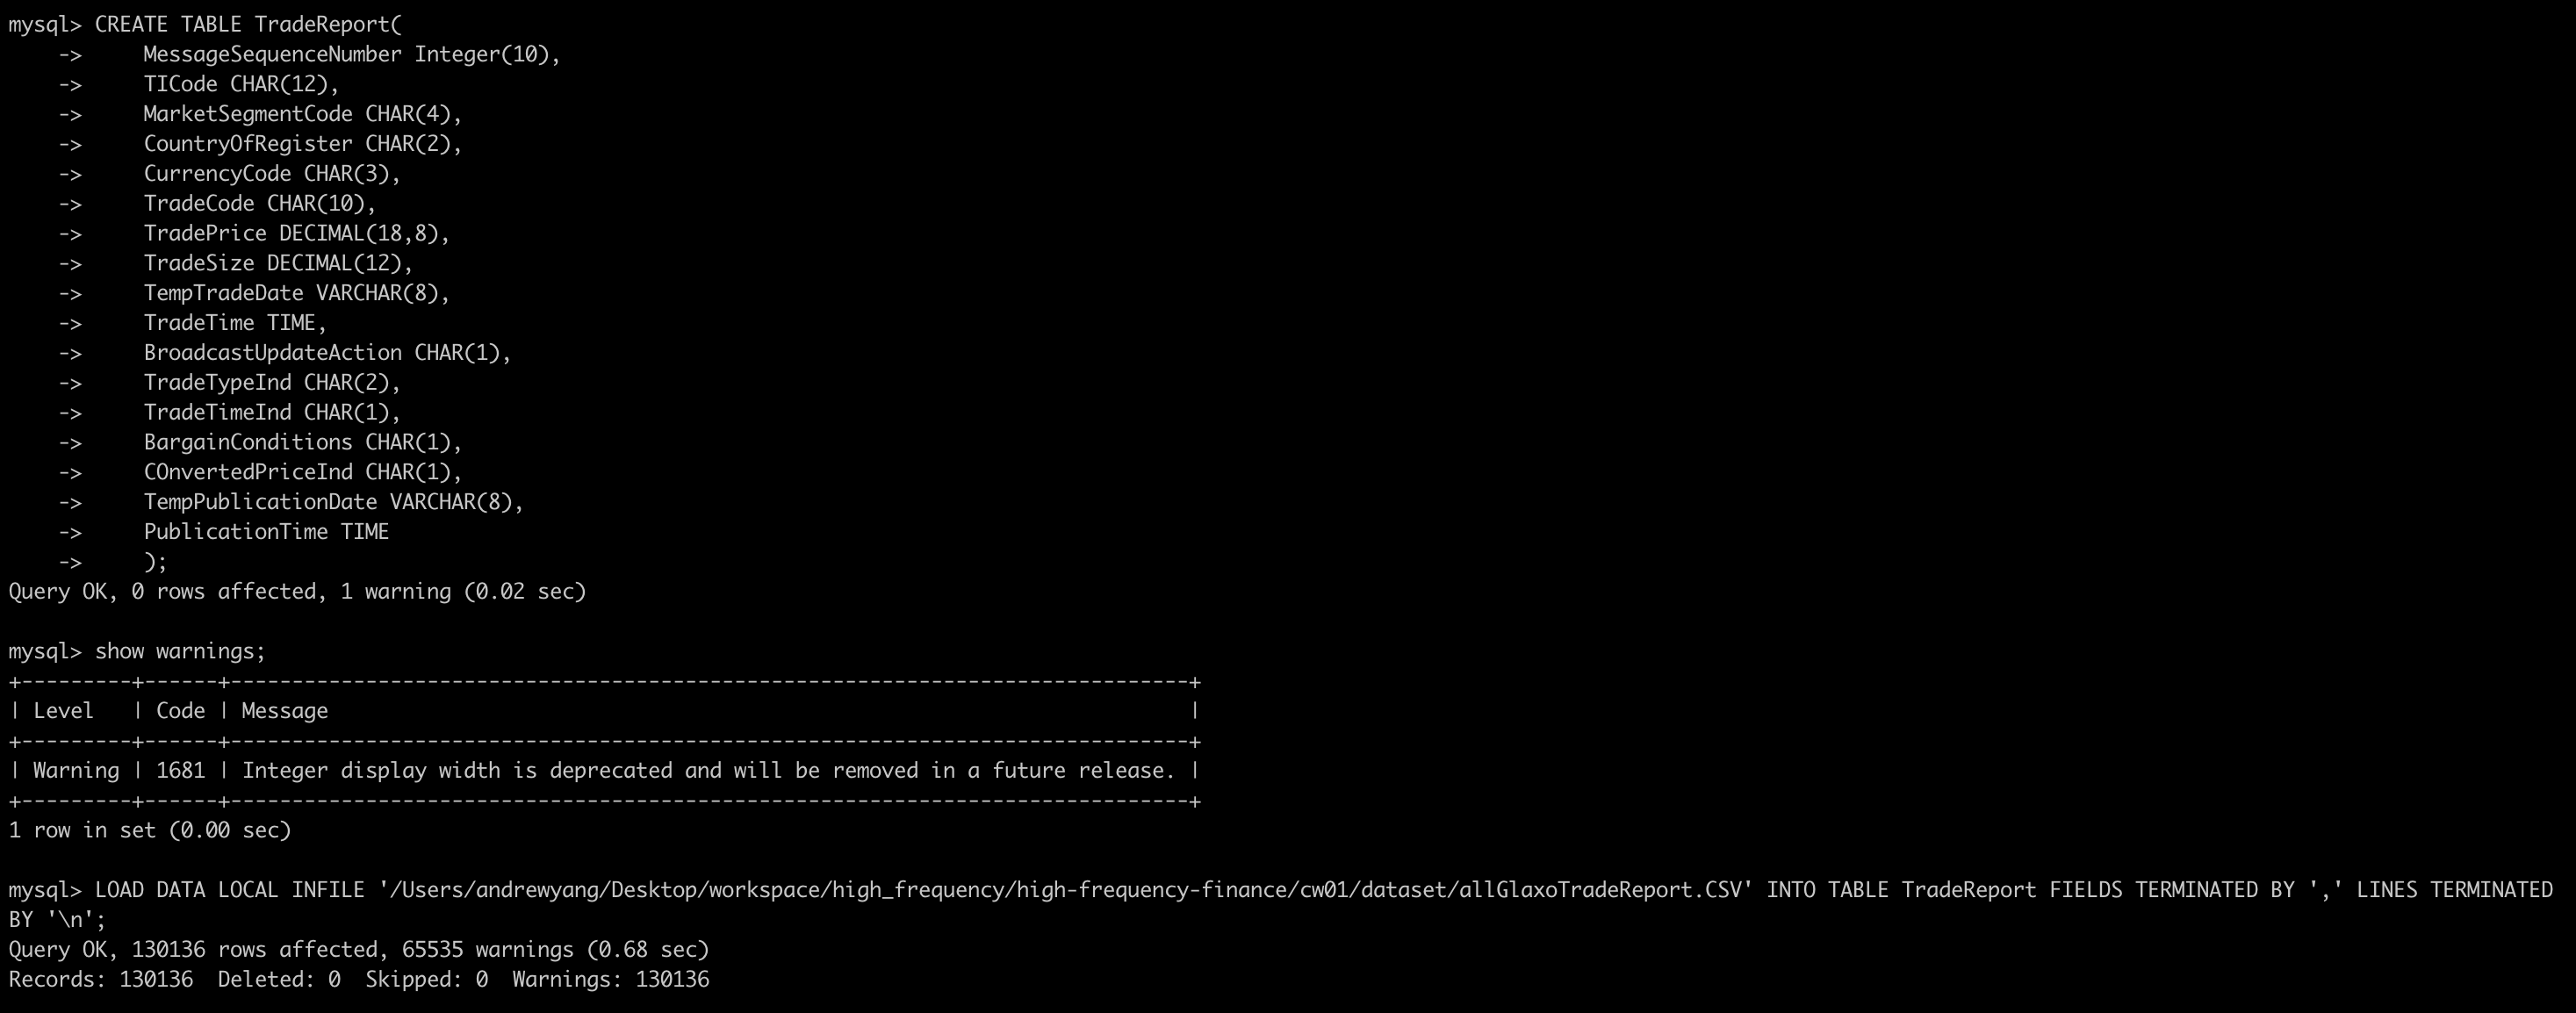 mysql> CREATE TABLE TradeReport(
    ->     MessageSequenceNumber Integer(10),
    ->     TICode CHAR(12),
    ->     MarketSegmentCode CHAR(4),
    ->     CountryOfRegister CHAR(2),
    ->     CurrencyCode CHAR(3),
    ->     TradeCode CHAR(10),
    ->     TradePrice DECIMAL(18,8),
    ->     TradeSize DECIMAL(12),
    ->     TempTradeDate VARCHAR(8),
    ->     TradeTime TIME,
    ->     BroadcastUpdateAction CHAR(1),
    ->     TradeTypeInd CHAR(2),
    ->     TradeTimeInd CHAR(1),
    ->     BargainConditions CHAR(1),
    ->     COnvertedPriceInd CHAR(1),
    ->     TempPublicationDate VARCHAR(8),
    ->     PublicationTime TIME
    ->     );
Query OK, 0 rows affected, 1 warning (0.02 sec)

mysql> show warnings;
+---------+------+------------------------------------------------------------------------------+
| Level   | Code | Message                                                                      |
+---------+------+------------------------------------------------------------------------------+
| Warning | 1681 | Integer display width is deprecated and will be removed in a future release. |
+---------+------+------------------------------------------------------------------------------+
1 row in set (0.00 sec)

mysql> LOAD DATA LOCAL INFILE '/Users/andrewyang/Desktop/workspace/high_frequency/high-frequency-finance/cw01/dataset/allGlaxoTradeReport.CSV' INTO TABLE TradeReport FIELDS TERMINATED BY ',' LINES TERMINATED
BY '\n';
Query OK, 130136 rows affected, 65535 warnings (0.68 sec)
Records: 130136  Deleted: 0  Skipped: 0  Warnings: 130136